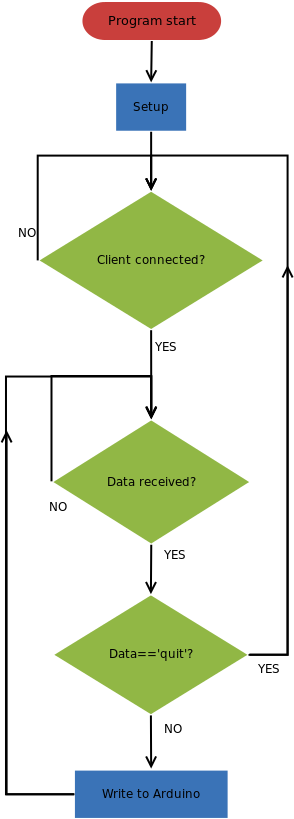 Program start
Setup
NO
Client connected?
YES
Data received?
NO
YES
Data=='quit'?
YES
NO
Write to Arduino